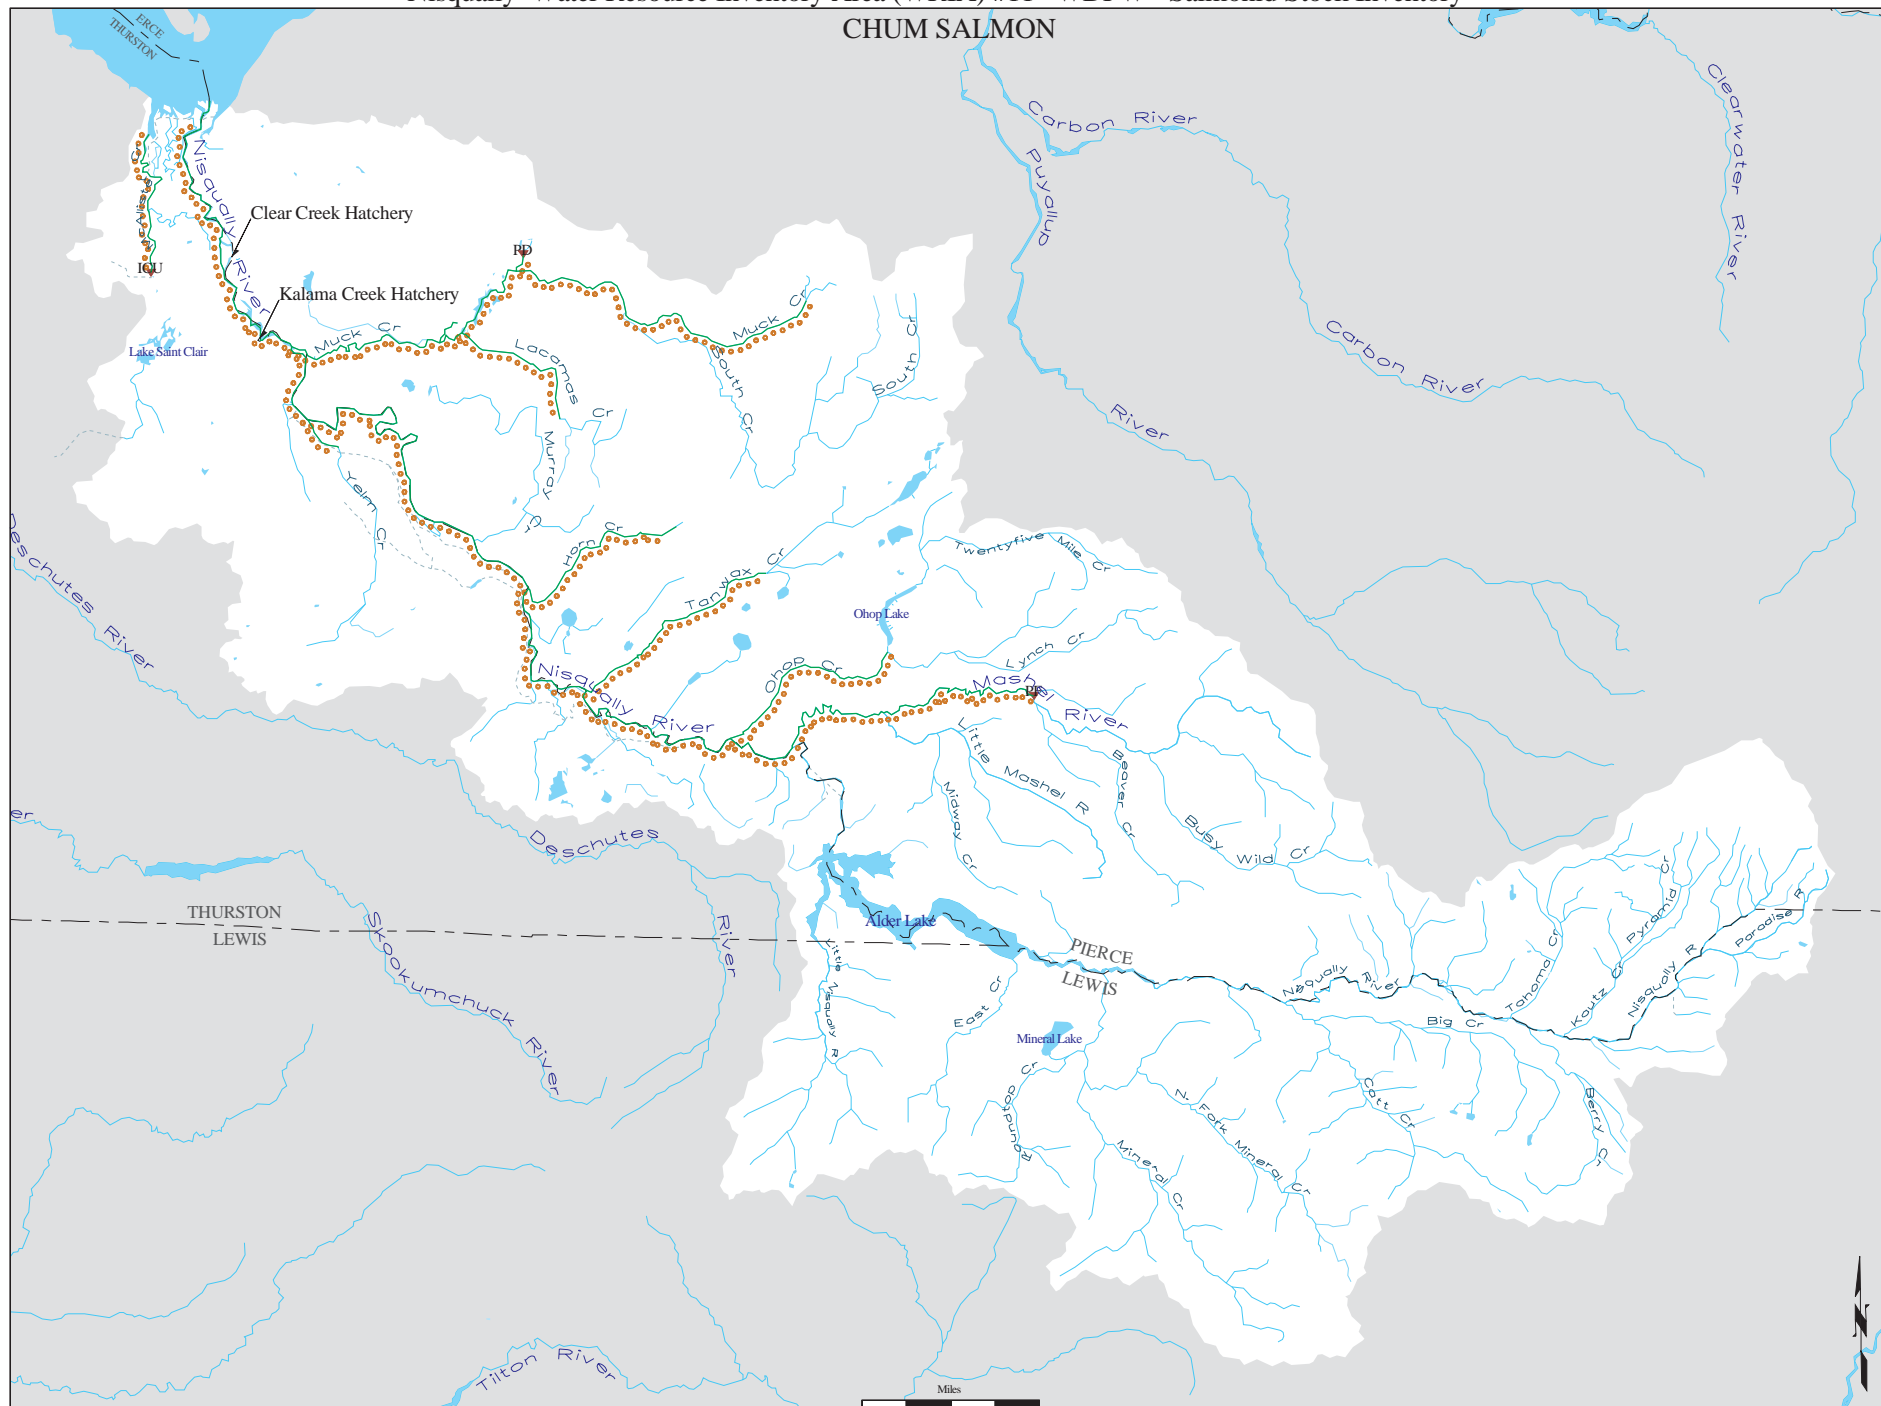 CHUM SALMON
ERCE
THURSTON
Nisqually
River
Clear Creek Hatchery
Kalama Creek Hatchery
ICU
Lake Saint Clair
Muck Cr
Lacamas
Cr
Muck Cr
South Cr
South Cr
Murray
Cr
Yelm Cr
Horn Cr
Tanwax Cr
Ohop Lake
Ohop Cr
Twentyfive Mile Cr
Lynch Cr
Mashel
River
Nisqually
River
Little Mashel R
Midway Cr
Beaver Cr
Busy Wild Cr
Carbon River
Puyallup
River
Carbon River
Clearwater River
Deschutes
River
er
Deschutes
River
THURSTON
LEWIS
Skookumchuck
River
Alder Lake
PIERCE
LEWIS
Little Nisqually R
East Cr
Mineral Lake
Roundtop Cr
Mineral Cr
N. Fork Mineral Cr
Nisqually River
Big Cr
Catt Cr
Berry Cr
Tahoma Cr
Koutz Cr
Pyramid Cr
Nisqually R
Paradise R
Tilton River
Miles
N